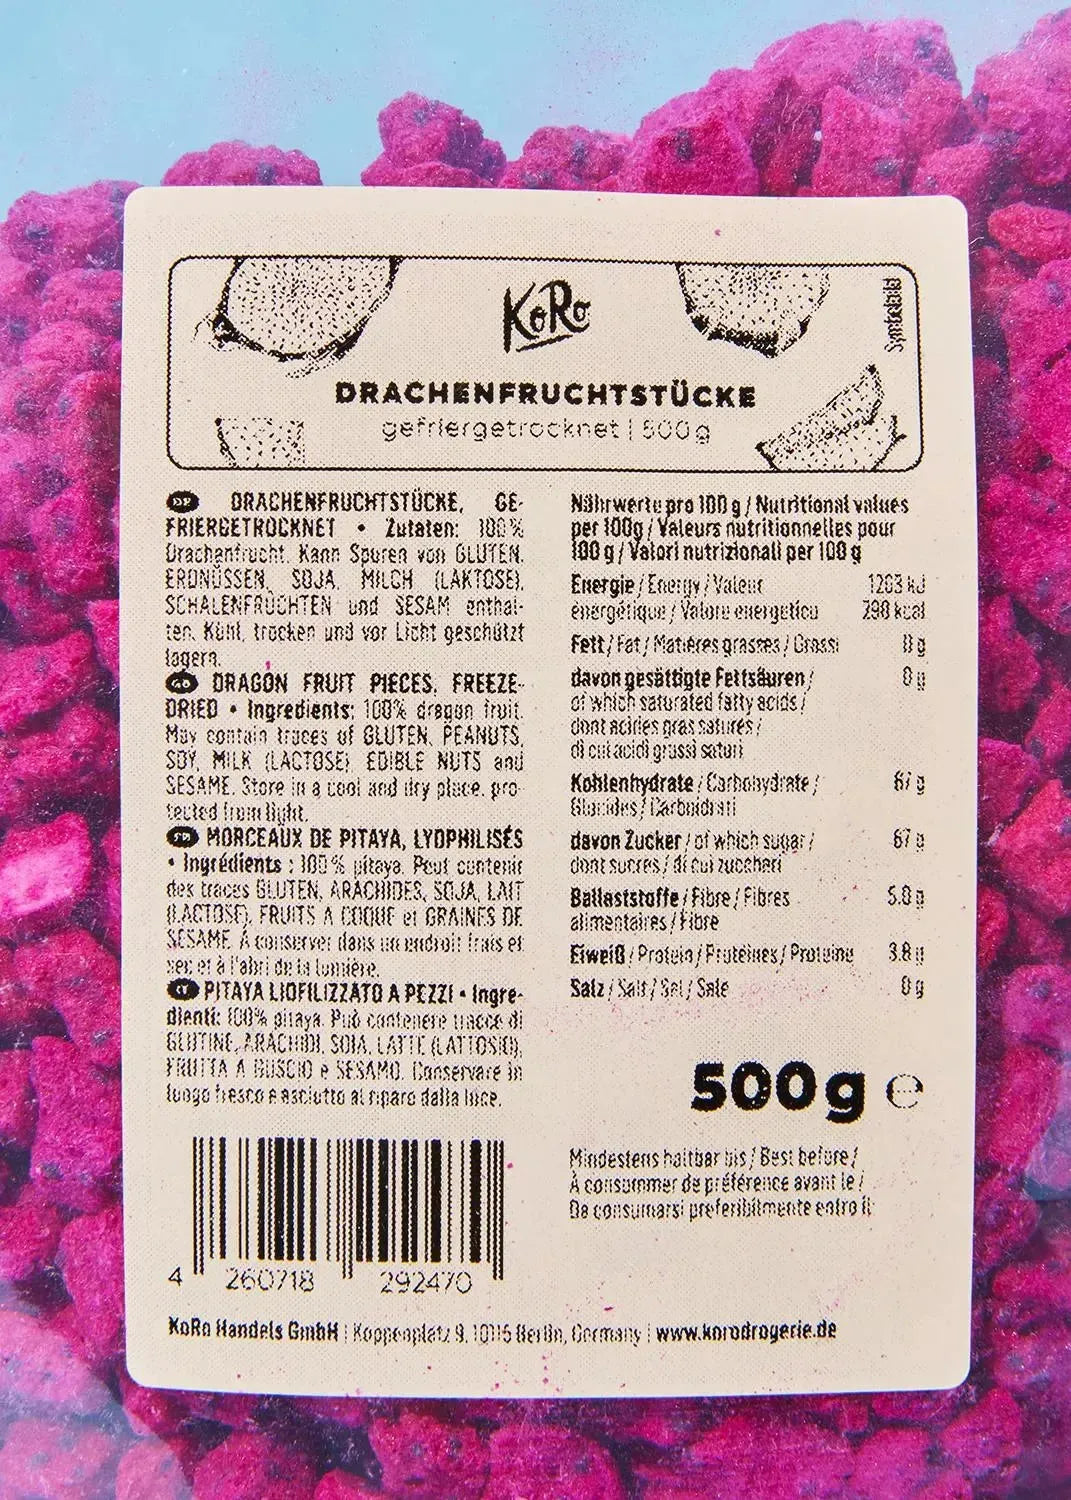 KoRo
Symbolbild
DRACHENFRUCHTSTÜCKE
gefriergetrocknet | 500g
DE DRACHENFRUCHTSTÜCKE, GE-
FRIERGETROCKNET • Zutaten: 100%
Drachenfrucht. Kann Spuren von GLUTEN,
ERDNÜSSEN, SOJA, MILCH (LAKTOSE),
SCHALENFRÜCHTEN und SESAM enthal-
ten. Kühl, trocken und vor Licht geschützt
lagern.
DRAGON FRUIT PIECES, FREEZE-
DRIED • Ingredients: 100% dragon fruit.
May contain traces of GLUTEN, PEANUTS,
SOY, MILK (LACTOSE), EDIBLE NUTS and
SESAME. Store in a cool and dry place, pro-
tected from light.
FR MORCEAUX DE PITAYA, LYOPHILISÉS
• Ingrédients : 100% pitaya. Peut contenir
des traces GLUTEN, ARACHIDES, SOJA, LAIT
(LACTOSE), FRUITS À COQUE et GRAINES DE
SÉSAME. À conserver dans un endroit frais et
sec et à l'abri de la lumière.
IT PITAYA LIOFILIZZATO A PEZZI • Ingre-
dienti: 100% pitaya. Può contenere tracce di
GLUTINE, ARACHIDI, SOIA, LATTE (LATTOSIO),
FRUTTA A GUSCIO e SESAMO. Conservare in
luogo fresco e asciutto al riparo dalla luce.
Nährwerte pro 100 g / Nutritional values
per 100g / Valeurs nutritionnelles pour
100 g / Valori nutrizionali per 100 g
Energie / Energy / Valeur 1263 kJ
énergétique / Valore energetico 298 kcal
Fett / Fat / Matières grasses / Grassi 0 g
davon gesättigte Fettsäuren / 0 g
of which saturated fatty acids /
dont acides gras saturés /
di cui acidi grassi saturi
Kohlenhydrate / Carbohydrate / 67 g
Glucides / Carboidrati
davon Zucker / of which sugar / 67 g
dont sucres / di cui zuccheri
Ballaststoffe / Fibre / Fibres 5.8 g
alimentaires / Fibre
Eiweiß / Protein / Protéines / Proteine 3.8 g
Salz / Salt / Sel / Sale 0 g
500g e
Mindestens haltbar bis / Best before /
À consommer de préférence avant le /
Da consumarsi preferibilmente entro il:
4 260718 292470
KoRo Handels GmbH | Koppenplatz 9, 10115 Berlin, Germany | www.korodrogerie.de